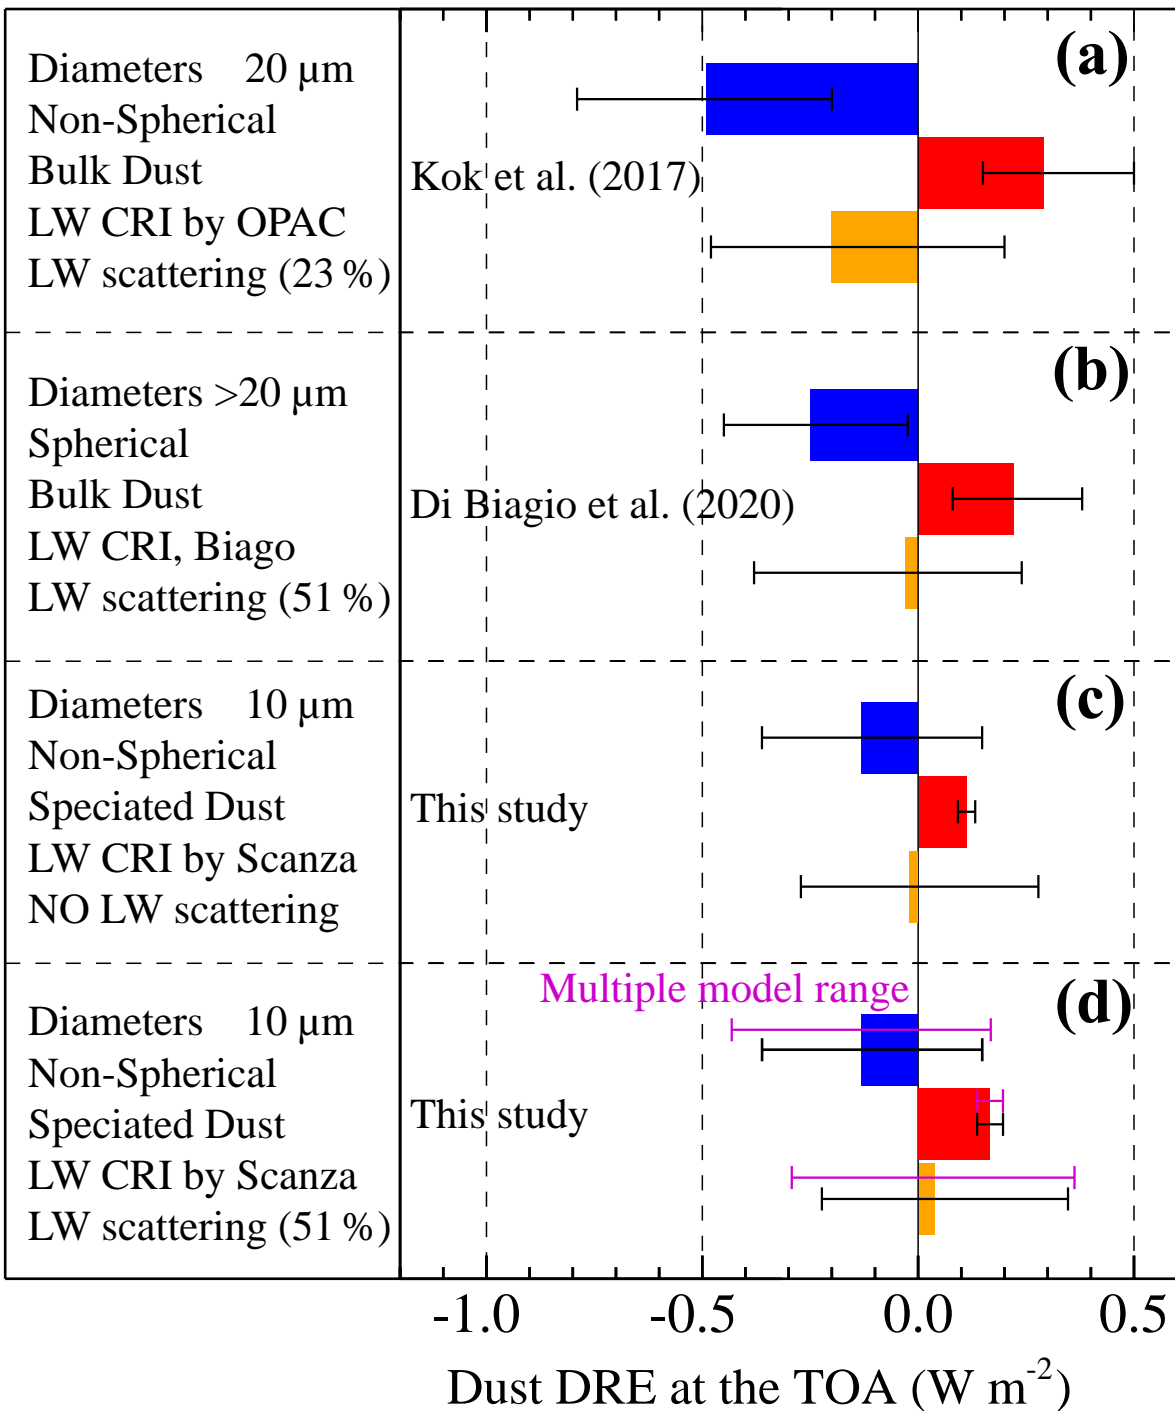 (a)
Diameters 20 µm
Non-Spherical
Bulk Dust
LW CRI by OPAC
LW scattering (23 %)
Kok et al. (2017)
(b)
Diameters >20 µm
Spherical
Bulk Dust
LW CRI, Biago
LW scattering (51 %)
Di Biagio et al. (2020)
(c)
Diameters 10 µm
Non-Spherical
Speciated Dust
LW CRI by Scanza
NO LW scattering
This study
Multiple model range
(d)
Diameters 10 µm
Non-Spherical
Speciated Dust
LW CRI by Scanza
LW scattering (51 %)
This study
-1.0 -0.5 0.0 0.5
Dust DRE at the TOA (W m⁻²)